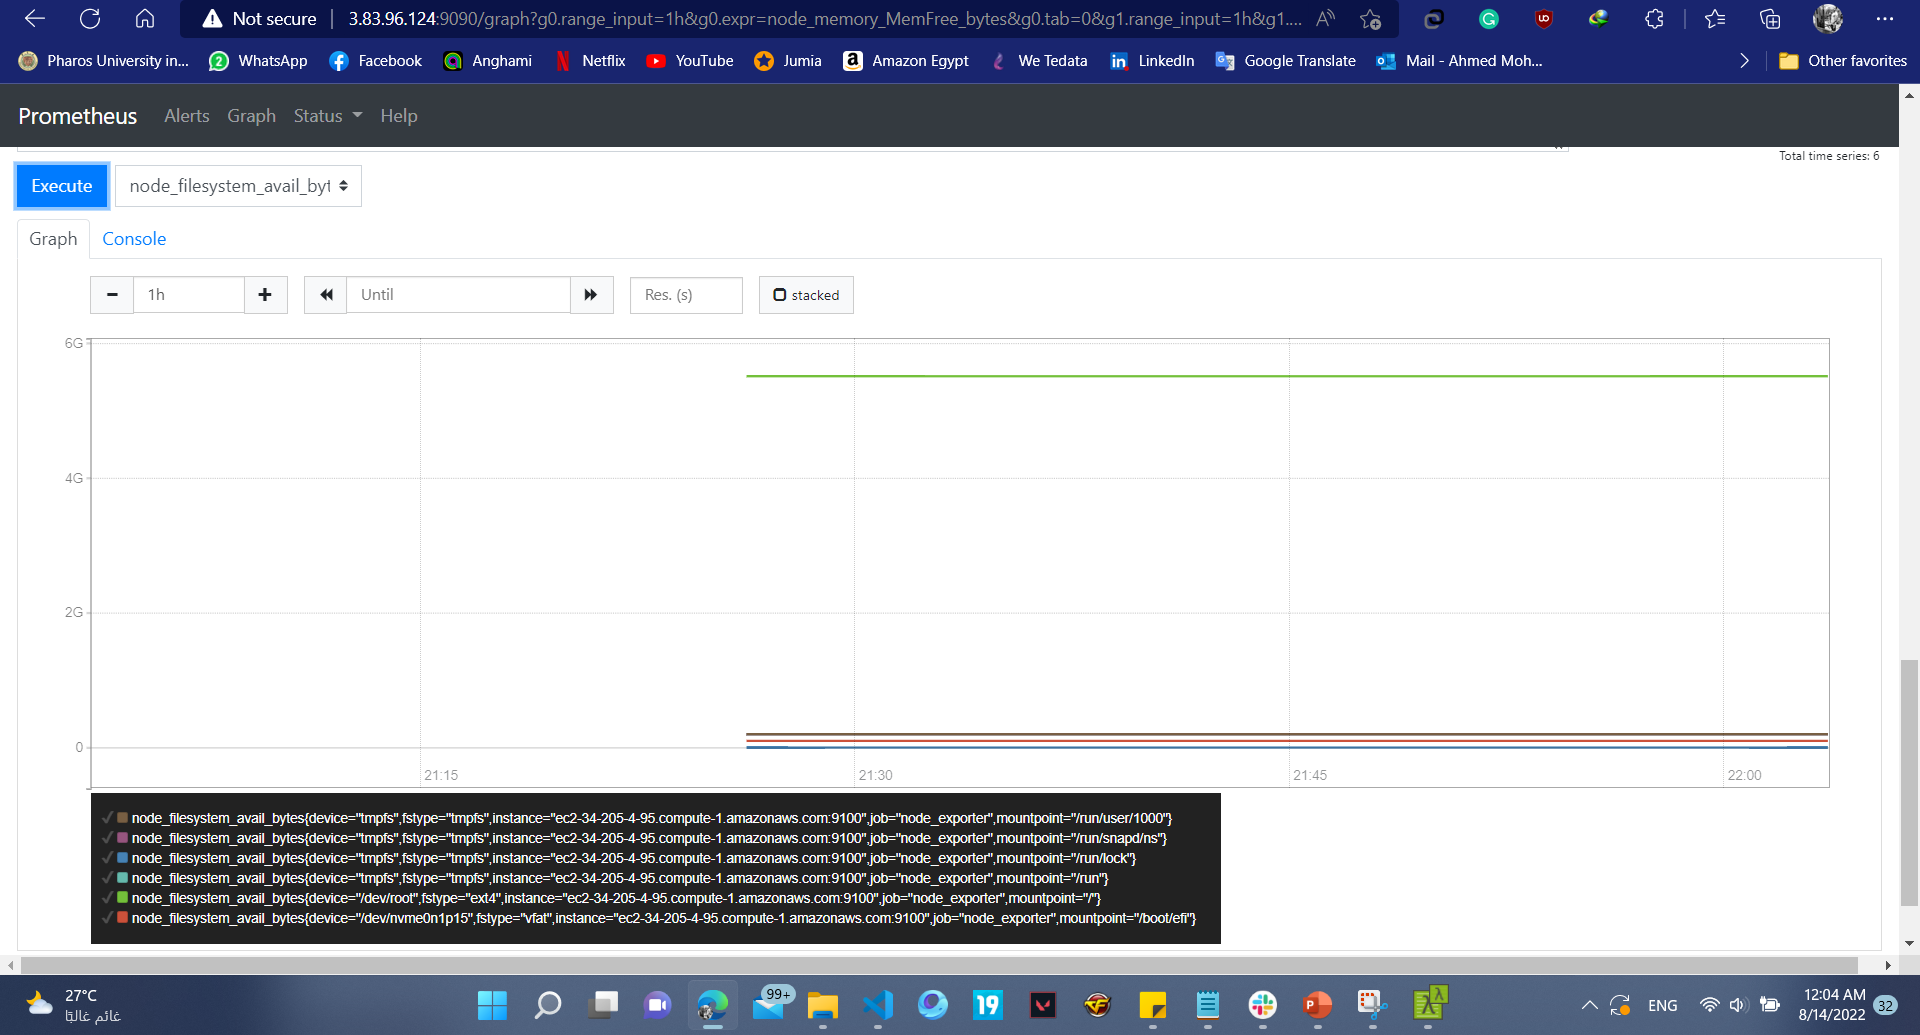 Not secure 3.83.96.124:9090/graph?g0.range_input=1h&g0.expr=node_memory_MemFree_bytes&g0.tab=0&g1.range_input=1h&g1....
Pharos University in... WhatsApp Facebook Anghami Netflix YouTube Jumia Amazon Egypt We Tedata LinkedIn Google Translate Mail - Ahmed Moh... Other favorites
Prometheus Alerts Graph Status Help
Total time series: 6
Execute node_filesystem_avail_byt
Graph Console
1h Until Res. (s) stacked
6G
4G
2G
0
21:15 21:30 21:45 22:00
node_filesystem_avail_bytes{device="tmpfs",fstype="tmpfs",instance="ec2-34-205-4-95.compute-1.amazonaws.com:9100",job="node_exporter",mountpoint="/run/user/1000"}
node_filesystem_avail_bytes{device="tmpfs",fstype="tmpfs",instance="ec2-34-205-4-95.compute-1.amazonaws.com:9100",job="node_exporter",mountpoint="/run/snapd/ns"}
node_filesystem_avail_bytes{device="tmpfs",fstype="tmpfs",instance="ec2-34-205-4-95.compute-1.amazonaws.com:9100",job="node_exporter",mountpoint="/run/lock"}
node_filesystem_avail_bytes{device="tmpfs",fstype="tmpfs",instance="ec2-34-205-4-95.compute-1.amazonaws.com:9100",job="node_exporter",mountpoint="/run"}
node_filesystem_avail_bytes{device="/dev/root",fstype="ext4",instance="ec2-34-205-4-95.compute-1.amazonaws.com:9100",job="node_exporter",mountpoint="/"}
node_filesystem_avail_bytes{device="/dev/nvme0n1p15",fstype="vfat",instance="ec2-34-205-4-95.compute-1.amazonaws.com:9100",job="node_exporter",mountpoint="/boot/efi"}
27°C
غائم غالبًا
99+
19
ENG
12:04 AM
8/14/2022
32